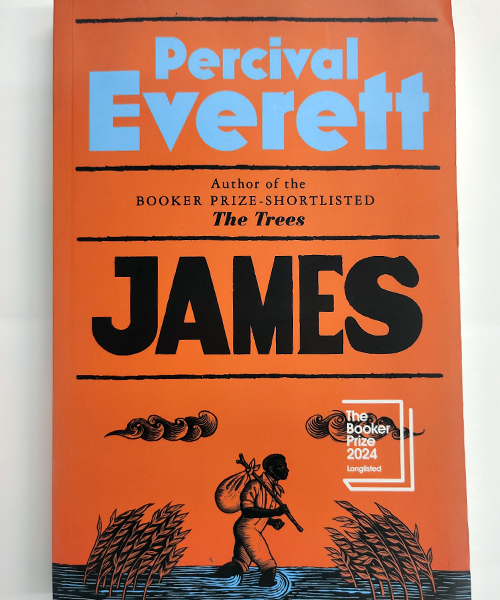 Percival
Everett
Author of the
BOOKER PRIZE-SHORTLISTED
The Trees
JAMES
The
Booker
Prize
2024
Longlisted